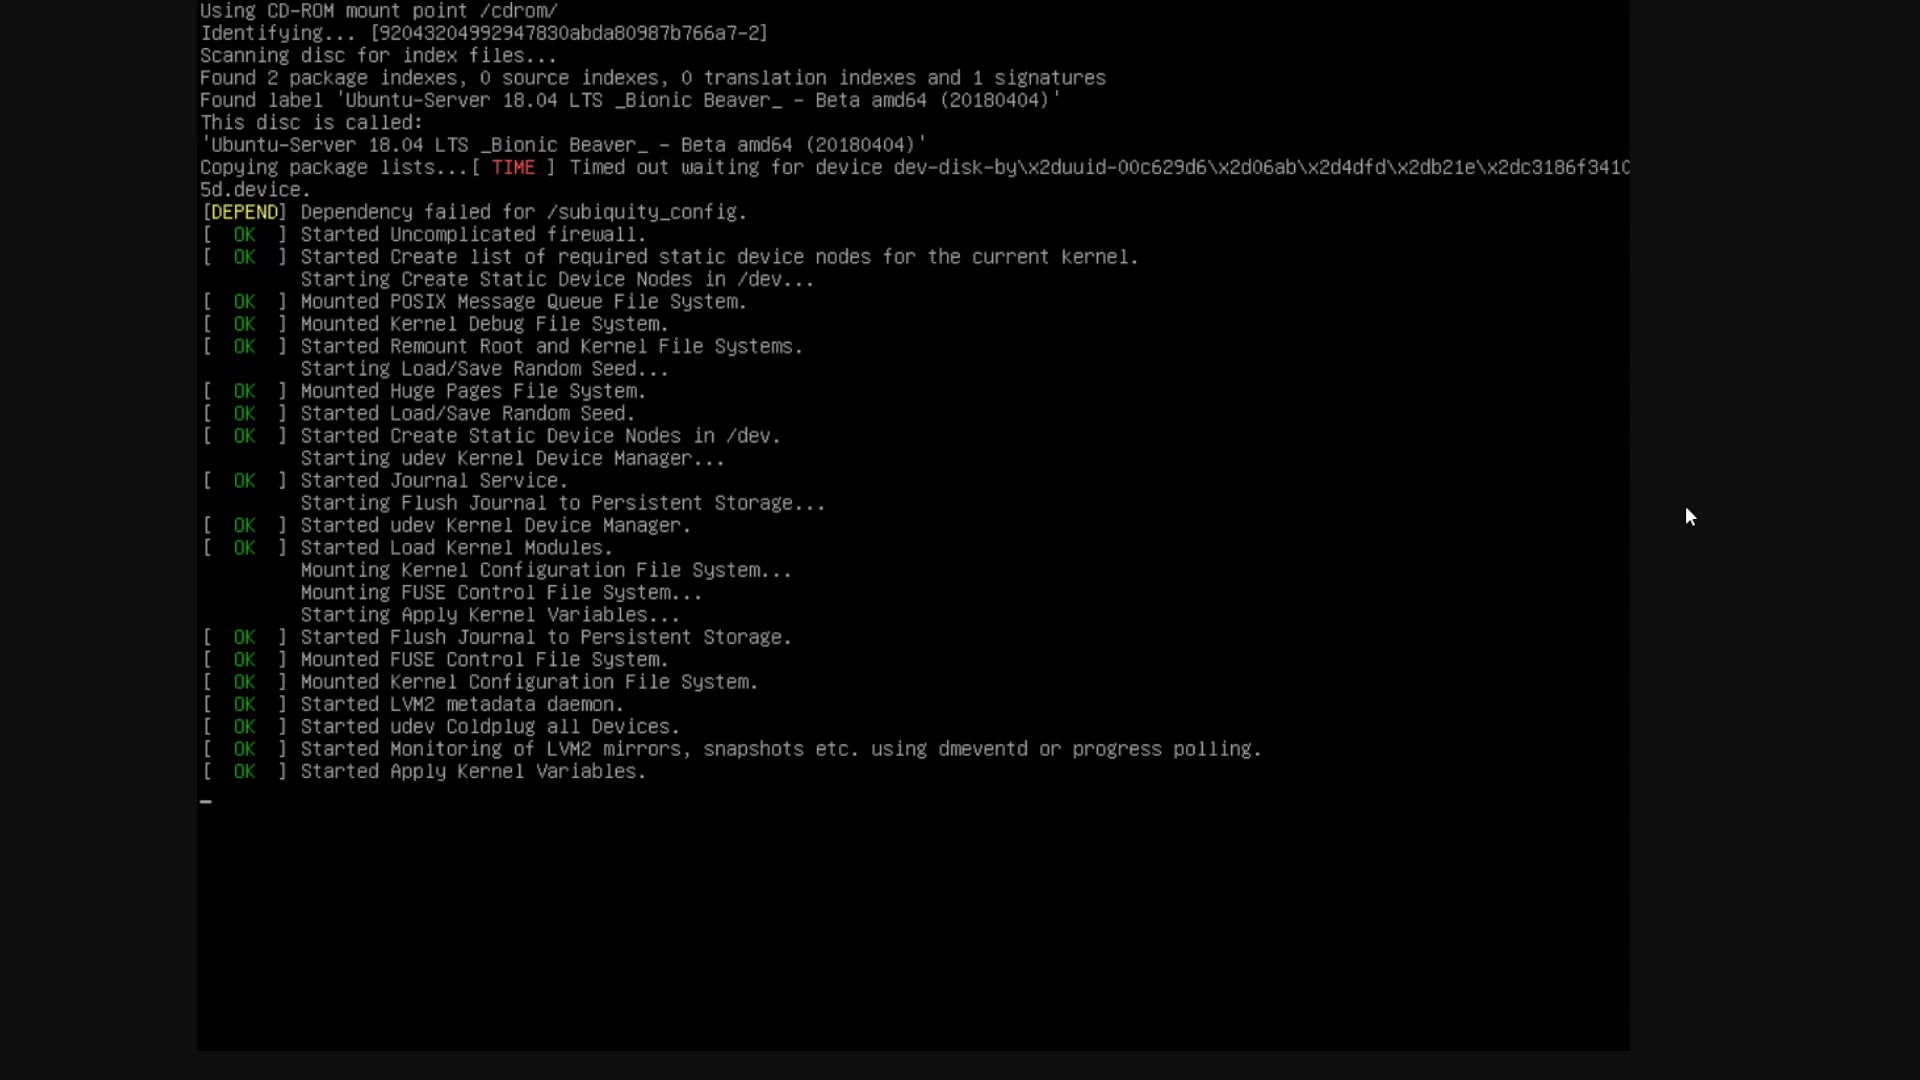 Using CD-ROM mount point /cdrom/
Identifying... [92043204992947830abda80987b766a7-2]
Scanning disc for index files...
Found 2 package indexes, 0 source indexes, 0 translation indexes and 1 signatures
Found label 'Ubuntu-Server 18.04 LTS _Bionic Beaver_ - Beta amd64 (20180404)'
This disc is called:
'Ubuntu-Server 18.04 LTS _Bionic Beaver_ - Beta amd64 (20180404)'
Copying package lists...[ TIME ] Timed out waiting for device dev-disk-by\x2duuid-00c629d6\x2d06ab\x2d4dfd\x2db21e\x2dc3186f3410
5d.device.
[DEPEND] Dependency failed for /subiquity_config.
[  OK  ] Started Uncomplicated firewall.
[  OK  ] Started Create list of required static device nodes for the current kernel.
Starting Create Static Device Nodes in /dev...
[  OK  ] Mounted POSIX Message Queue File System.
[  OK  ] Mounted Kernel Debug File System.
[  OK  ] Started Remount Root and Kernel File Systems.
Starting Load/Save Random Seed...
[  OK  ] Mounted Huge Pages File System.
[  OK  ] Started Load/Save Random Seed.
[  OK  ] Started Create Static Device Nodes in /dev.
Starting udev Kernel Device Manager...
[  OK  ] Started Journal Service.
Starting Flush Journal to Persistent Storage...
[  OK  ] Started udev Kernel Device Manager.
[  OK  ] Started Load Kernel Modules.
Mounting Kernel Configuration File System...
Mounting FUSE Control File System...
Starting Apply Kernel Variables...
[  OK  ] Started Flush Journal to Persistent Storage.
[  OK  ] Mounted FUSE Control File System.
[  OK  ] Mounted Kernel Configuration File System.
[  OK  ] Started LVM2 metadata daemon.
[  OK  ] Started udev Coldplug all Devices.
[  OK  ] Started Monitoring of LVM2 mirrors, snapshots etc. using dmeventd or progress polling.
[  OK  ] Started Apply Kernel Variables.